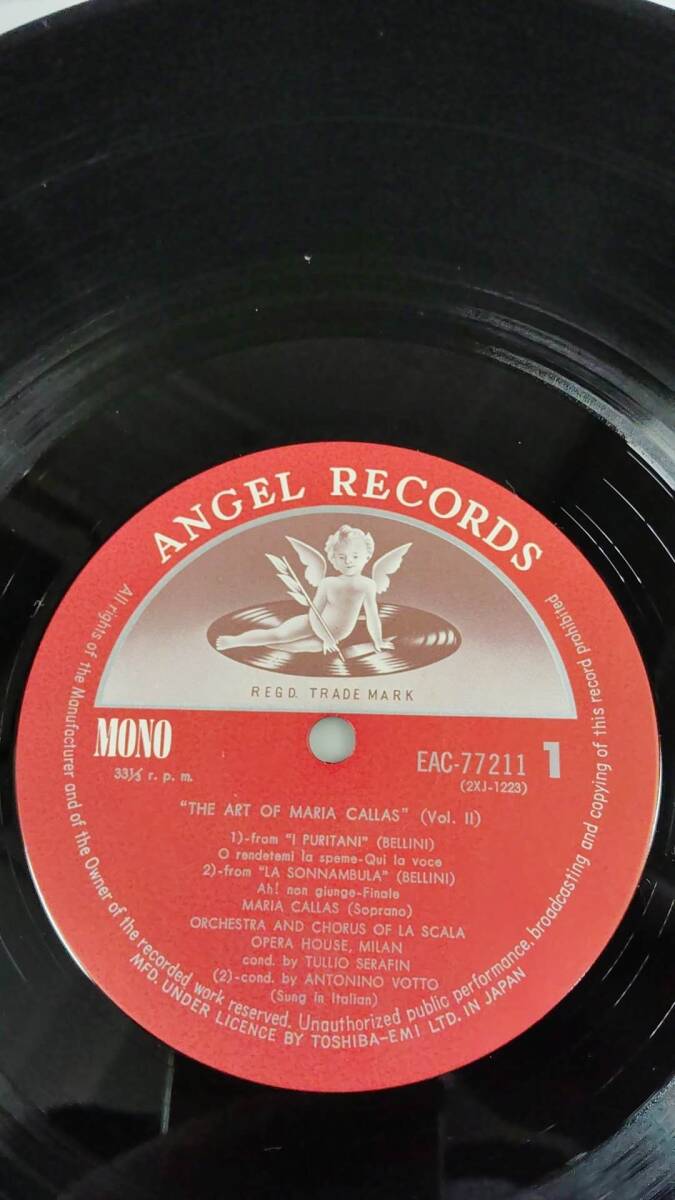 ANGEL RECORDS
REGD. TRADE MARK
MONO
33⅓ r. p. m.
EAC-77211 1
(2XJ-1223)
"THE ART OF MARIA CALLAS" (Vol. II)
1)-from "I PURITANI" (BELLINI)
O rendetemi la speme-Qui la voce
2)-from "LA SONNAMBULA" (BELLINI)
Ah! non giunge-Finale
MARIA CALLAS (Soprano)
ORCHESTRA AND CHORUS OF LA SCALA
OPERA HOUSE, MILAN
cond. by TULLIO SERAFIN
(2)-cond. by ANTONINO VOTTO
(Sung in Italian)
All rights of the Manufacturer and of the Owner of the recorded work reserved. Unauthorized public performance, broadcasting and copying of this record prohibited
MFD. UNDER LICENCE BY TOSHIBA-EMI LTD. IN JAPAN